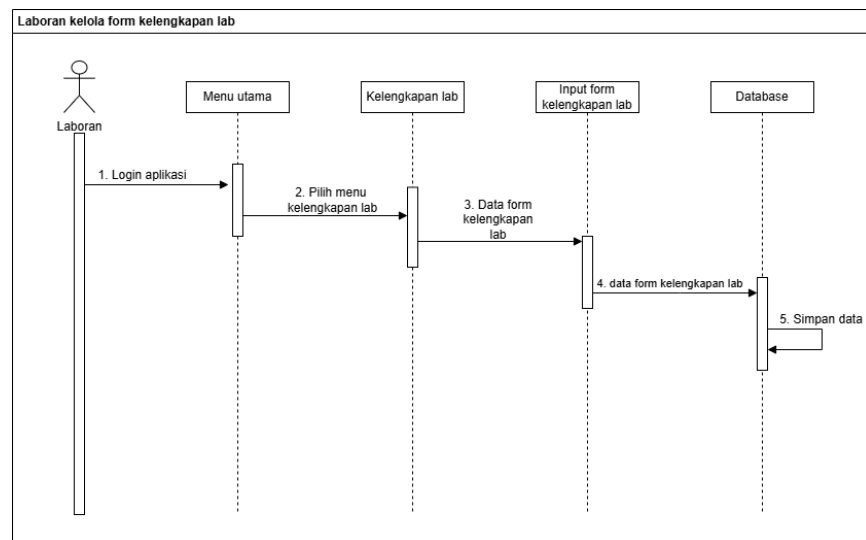 Laboran kelola form kelengkapan lab
Menu utama
Kelengkapan lab
Input form
kelengkapan lab
Database
Laboran
1. Login aplikasi
2. Pilih menu
kelengkapan lab
3. Data form
kelengkapan
lab
4. data form kelengkapan lab
5. Simpan data